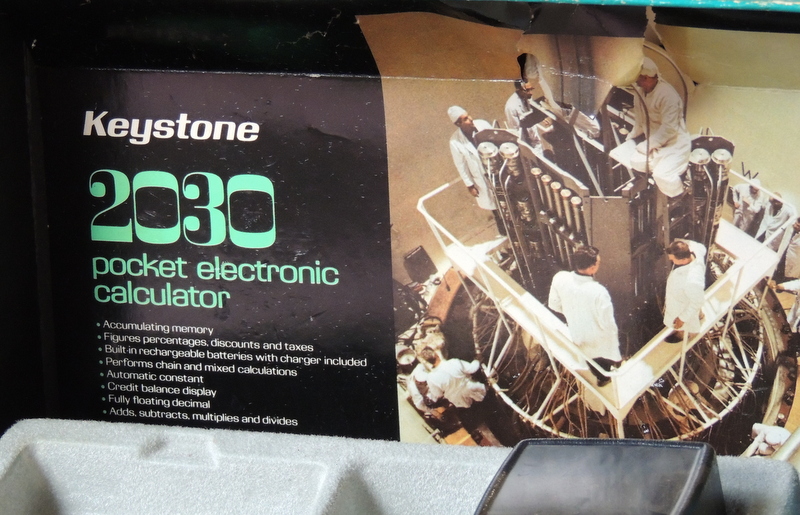 Keystone
2030
pocket electronic
calculator
• Accumulating memory
• Figures percentages, discounts and taxes
• Built-in rechargeable batteries with charger included
• Performs chain and mixed calculations
• Automatic constant
• Credit balance display
• Fully floating decimal
• Adds, subtracts, multiplies and divides